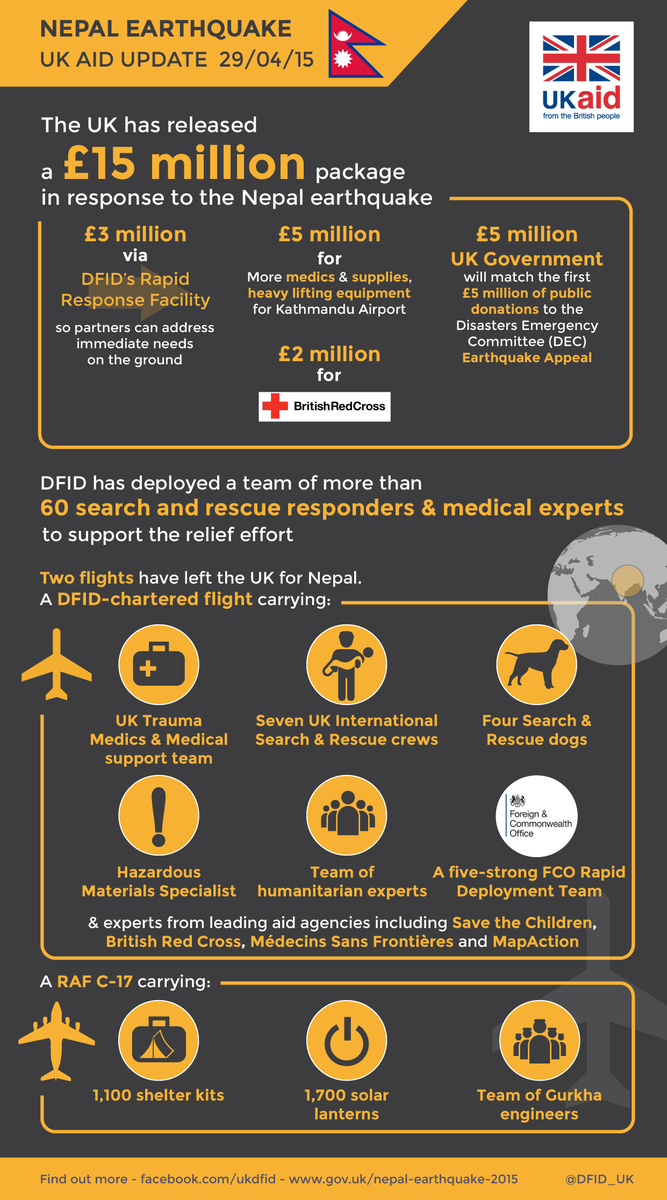 NEPAL EARTHQUAKE
UK AID UPDATE 29/04/15
UKaid
from the British people
The UK has released
a £15 million package
in response to the Nepal earthquake
£3 million
via
DFID's Rapid
Response Facility
so partners can address
immediate needs
on the ground
£5 million
for
More medics & supplies,
heavy lifting equipment
for Kathmandu Airport
£2 million
for
BritishRedCross
£5 million
UK Government
will match the first
£5 million of public
donations to the
Disasters Emergency
Committee (DEC)
Earthquake Appeal
DFID has deployed a team of more than
60 search and rescue responders & medical experts
to support the relief effort
Two flights have left the UK for Nepal.
A DFID-chartered flight carrying:
UK Trauma
Medics & Medical
support team
Seven UK International
Search & Rescue crews
Four Search &
Rescue dogs
Hazardous
Materials Specialist
Team of
humanitarian experts
Foreign &
Commonwealth
Office
A five-strong FCO Rapid
Deployment Team
& experts from leading aid agencies including Save the Children,
British Red Cross, Médecins Sans Frontières and MapAction
A RAF C-17 carrying:
1,100 shelter kits
1,700 solar
lanterns
Team of Gurkha
engineers
Find out more - facebook.com/ukdfid - www.gov.uk/nepal-earthquake-2015
@DFID_UK